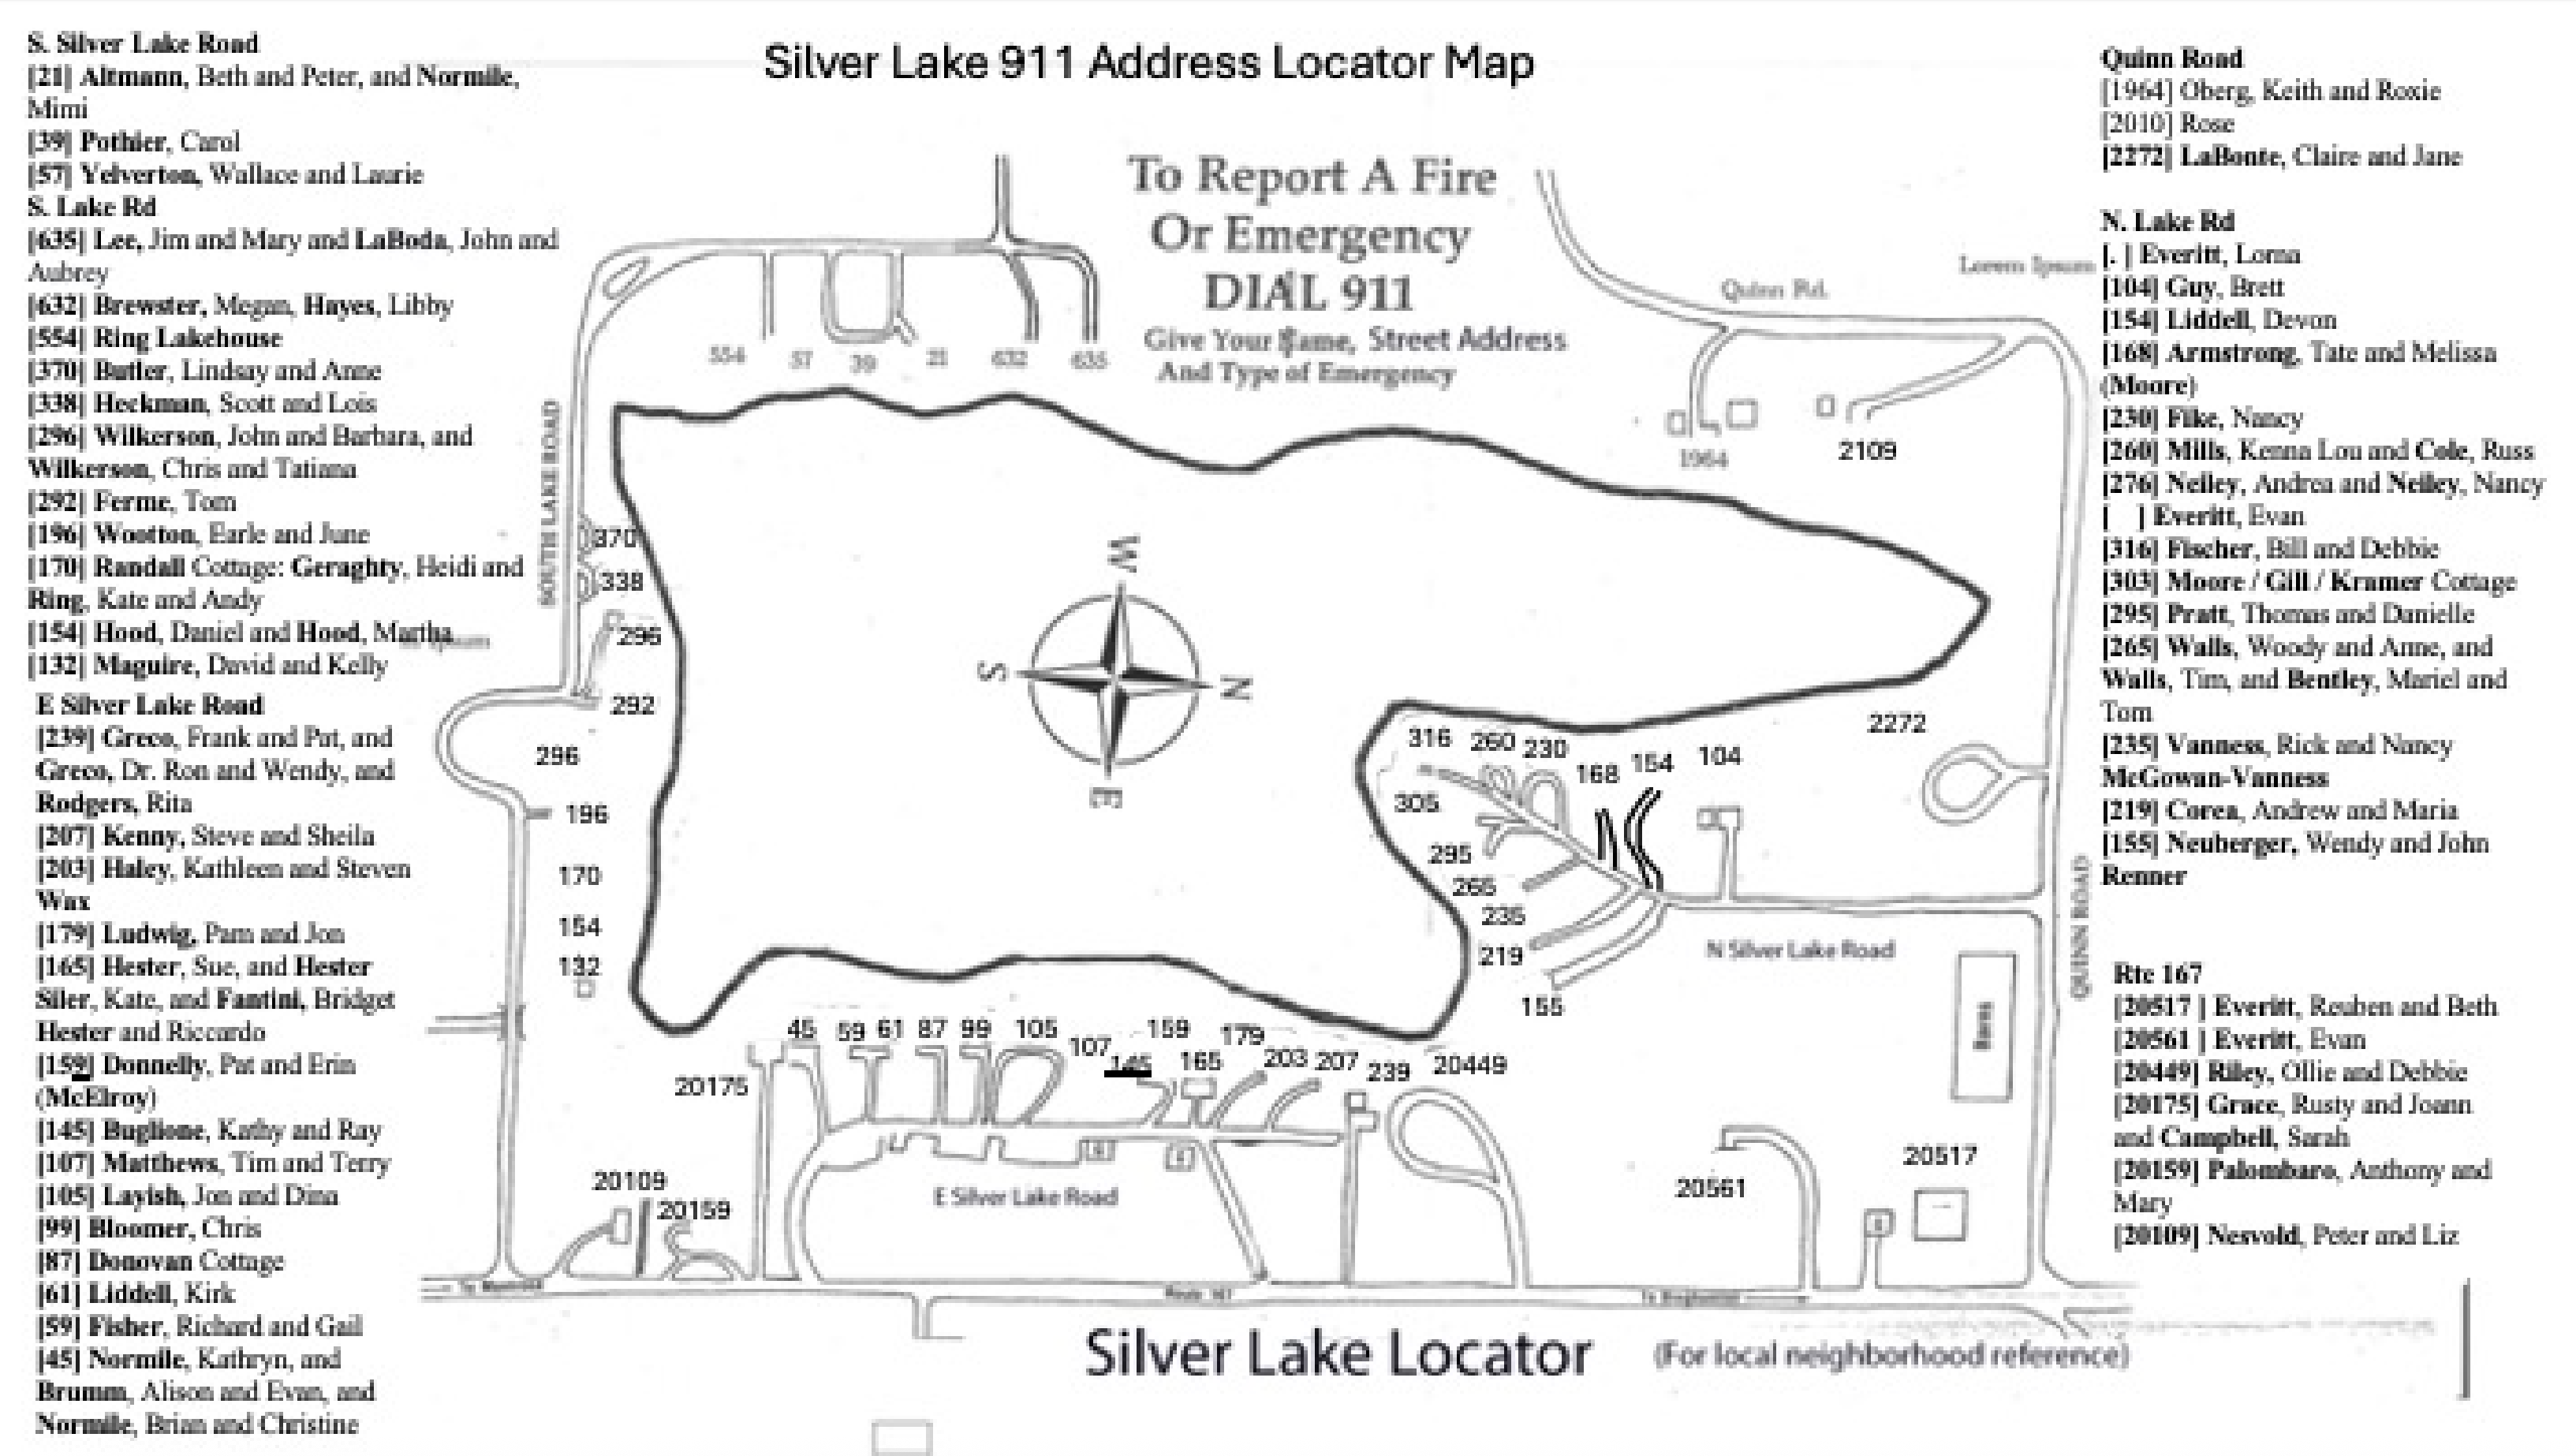 Silver Lake 911 Address Locator Map
S. Silver Lake Road
[21] Altmann, Beth and Peter, and Normile,
Mimi
[39] Pothier, Carol
[57] Yelverton, Wallace and Laurie
S. Lake Rd
[635] Lee, Jim and Mary and LaBoda, John and
Aubrey
[632] Brewster, Megan, Hayes, Libby
[554] Ring Lakehouse
[370] Butler, Lindsay and Anne
[338] Heckman, Scott and Lois
[296] Wilkerson, John and Barbara, and
Wilkerson, Chris and Tatiana
[292] Ferme, Tom
[196] Wootton, Earle and June
[170] Randall Cottage: Geraghty, Heidi and
Ring, Kate and Andy
[154] Hood, Daniel and Hood, Martha
[132] Maguire, David and Kelly
E Silver Lake Road
[239] Greco, Frank and Pat, and
Greco, Dr. Ron and Wendy, and
Rodgers, Rita
[207] Kenny, Steve and Sheila
[203] Haley, Kathleen and Steven
Wax
[179] Ludwig, Pam and Jon
[165] Hester, Sue, and Hester
Siler, Kate, and Fantini, Bridget
Hester and Riccardo
[159] Donnelly, Pat and Erin
(McElroy)
[145] Buglione, Kathy and Ray
[107] Matthews, Tim and Terry
[105] Layish, Jon and Dina
[99] Bloomer, Chris
[87] Donovan Cottage
[61] Liddell, Kirk
[59] Fisher, Richard and Gail
[45] Normile, Kathryn, and
Brumm, Alison and Evan, and
Normile, Brian and Christine
To Report A Fire
Or Emergency
DIAL 911
Give Your Name, Street Address
And Type of Emergency
554 57 39 21 632 635
Quinn Rd.
Lorem Ipsum
1964
2109
SOUTH LAKE ROAD
370
338
296
292
296
196
170
154
132
W
S
N
E
316 260 230 168 154 104
2272
305
295
265
235
219
155
N Silver Lake Road
QUINN ROAD
Barns
45 59 61 87 99 105 107 145 159 165 179 203 207 239 20449
20175
20109
20159
E Silver Lake Road
20561
20517
To Montrose
Route 167
To Binghamton
Silver Lake Locator
(For local neighborhood reference)
Quinn Road
[1964] Oberg, Keith and Roxie
[2010] Rose
[2272] LaBonte, Claire and Jane
N. Lake Rd
[. ] Everitt, Lorna
[104] Guy, Brett
[154] Liddell, Devon
[168] Armstrong, Tate and Melissa
(Moore)
[230] Fike, Nancy
[260] Mills, Kenna Lou and Cole, Russ
[276] Neiley, Andrea and Neiley, Nancy
[ ] Everitt, Evan
[316] Fischer, Bill and Debbie
[303] Moore / Gill / Kramer Cottage
[295] Pratt, Thomas and Danielle
[265] Walls, Woody and Anne, and
Walls, Tim, and Bentley, Mariel and
Tom
[235] Vanness, Rick and Nancy
McGowan-Vanness
[219] Corea, Andrew and Maria
[155] Neuberger, Wendy and John
Renner
Rte 167
[20517 ] Everitt, Reuben and Beth
[20561 ] Everitt, Evan
[20449] Riley, Ollie and Debbie
[20175] Grace, Rusty and Joann
and Campbell, Sarah
[20159] Palombaro, Anthony and
Mary
[20109] Nesvold, Peter and Liz